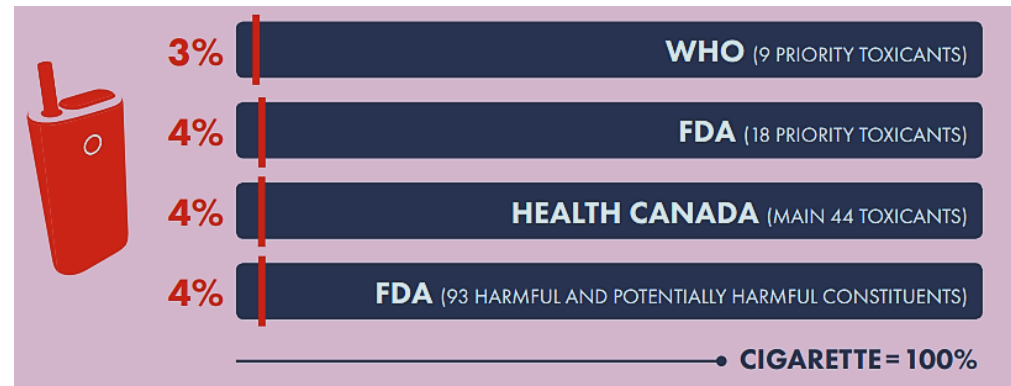 3% WHO (9 PRIORITY TOXICANTS)
4% FDA (18 PRIORITY TOXICANTS)
4% HEALTH CANADA (MAIN 44 TOXICANTS)
4% FDA (93 HARMFUL AND POTENTIALLY HARMFUL CONSTITUENTS)
CIGARETTE = 100%